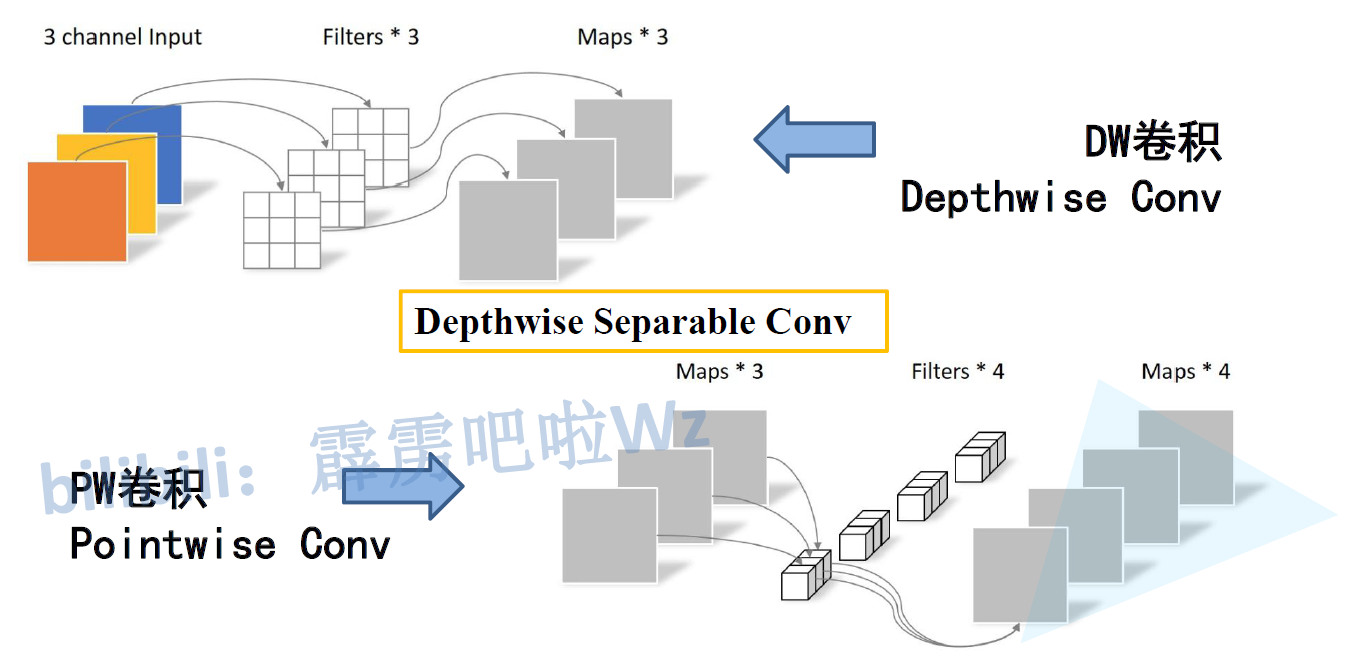 3 channel Input
Filters * 3
Maps * 3
DW卷积
Depthwise Conv
Depthwise Separable Conv
Maps * 3
Filters * 4
Maps * 4
bilibili：霹雳吧啦Wz
PW卷积
Pointwise Conv